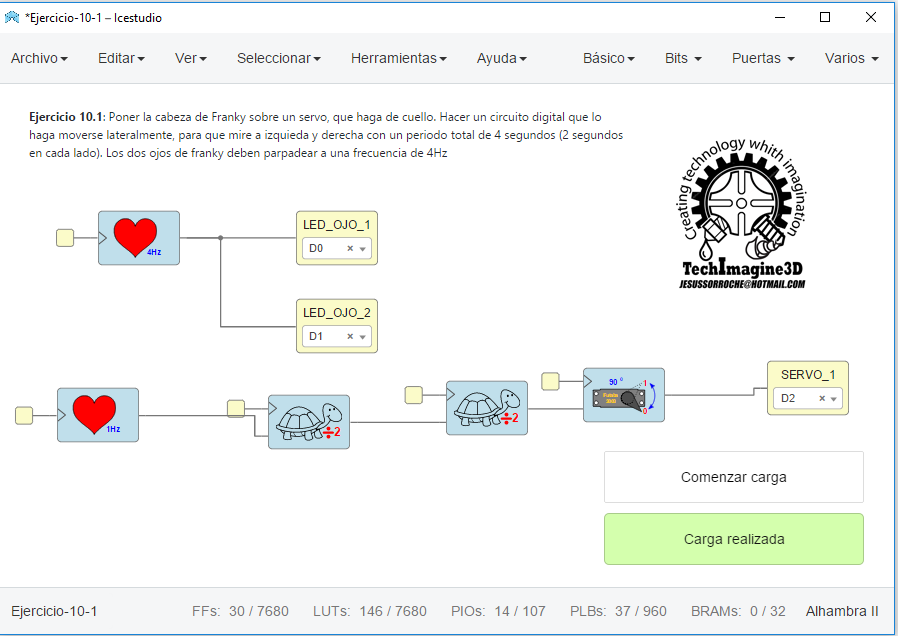 *Ejercicio-10-1 – Icestudio
Archivo Editar Ver Seleccionar Herramientas Ayuda Básico Bits Puertas Varios
Ejercicio 10.1: Poner la cabeza de Franky sobre un servo, que haga de cuello. Hacer un circuito digital que lo
haga moverse lateralmente, para que mire a izquieda y derecha con un periodo total de 4 segundos (2 segundos
en cada lado). Los dos ojos de franky deben parpadear a una frecuencia de 4Hz
Creating technology whith imagination
TechImagine3D
JESUSSORROCHE@HOTMAIL.COM
4Hz
LED_OJO_1
D0
LED_OJO_2
D1
1Hz
÷2
÷2
90 º
1
Futaba
3003
0
SERVO_1
D2
Comenzar carga
Carga realizada
Ejercicio-10-1 FFs: 30 / 7680 LUTs: 146 / 7680 PIOs: 14 / 107 PLBs: 37 / 960 BRAMs: 0 / 32 Alhambra II